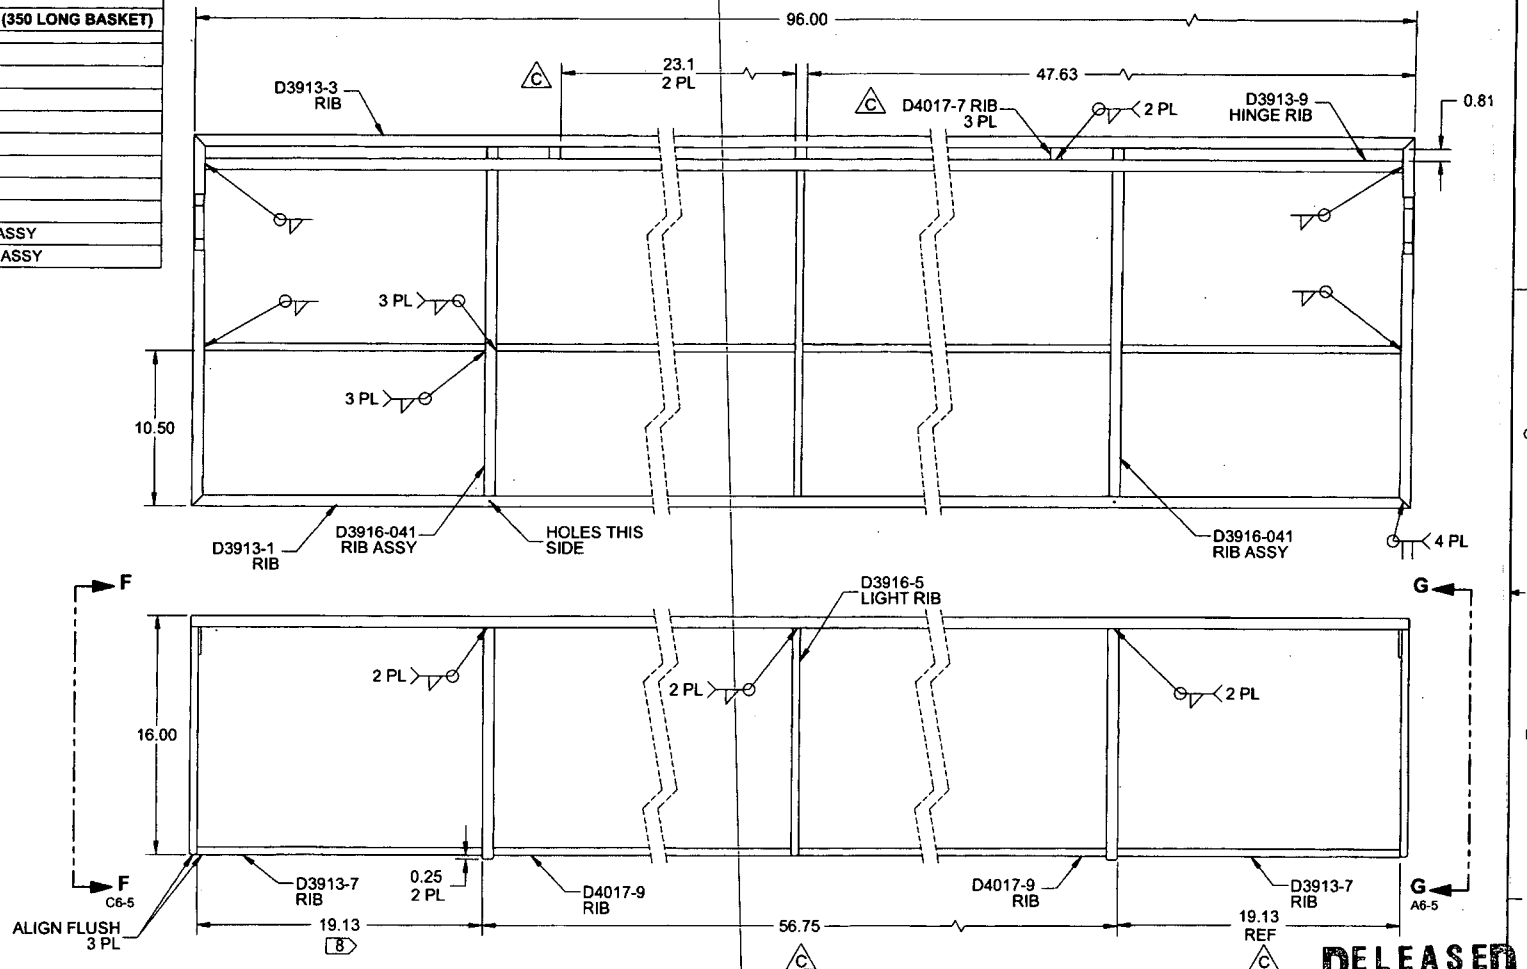 (350 LONG BASKET)
ASSY
ASSY
96.00
C
23.1
2 PL
47.63
D3913-3
RIB
C
D4017-7 RIB
3 PL
2 PL
D3913-9
HINGE RIB
0.81
3 PL
3 PL
10.50
D3913-1
RIB
D3916-041
RIB ASSY
HOLES THIS
SIDE
D3916-041
RIB ASSY
4 PL
F
G
D3916-5
LIGHT RIB
2 PL
2 PL
2 PL
16.00
F
C6-5
ALIGN FLUSH
3 PL
D3913-7
RIB
0.25
2 PL
D4017-9
RIB
D4017-9
RIB
D3913-7
RIB
G
A6-5
19.13
8
56.75
C
19.13
REF
C
RELEASED